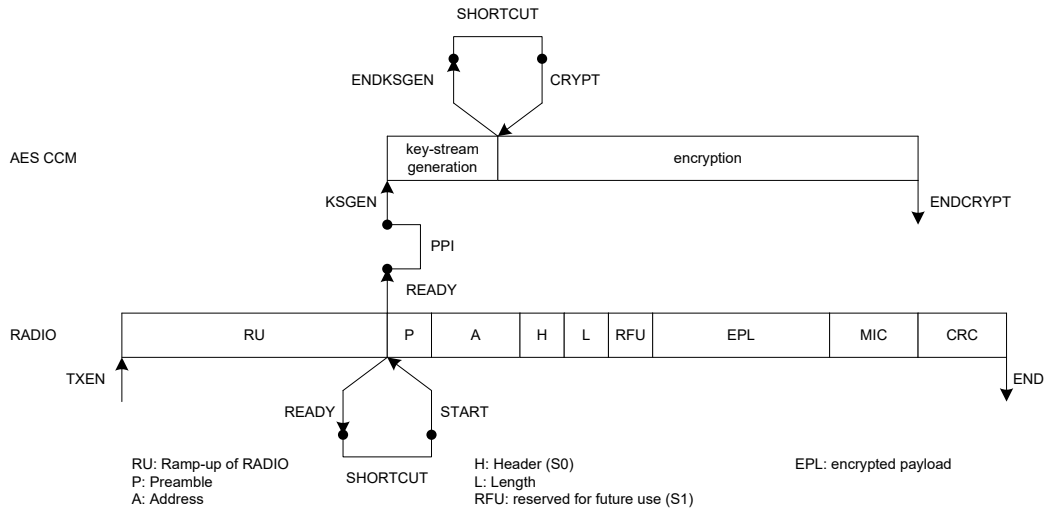 SHORTCUT
ENDKSGEN
CRYPT
AES CCM
key-stream
generation
encryption
KSGEN
ENDCRYPT
PPI
READY
RADIO
RU
P
A
H
L
RFU
EPL
MIC
CRC
TXEN
END
READY
START
SHORTCUT
RU: Ramp-up of RADIO
P: Preamble
A: Address
H: Header (S0)
L: Length
RFU: reserved for future use (S1)
EPL: encrypted payload